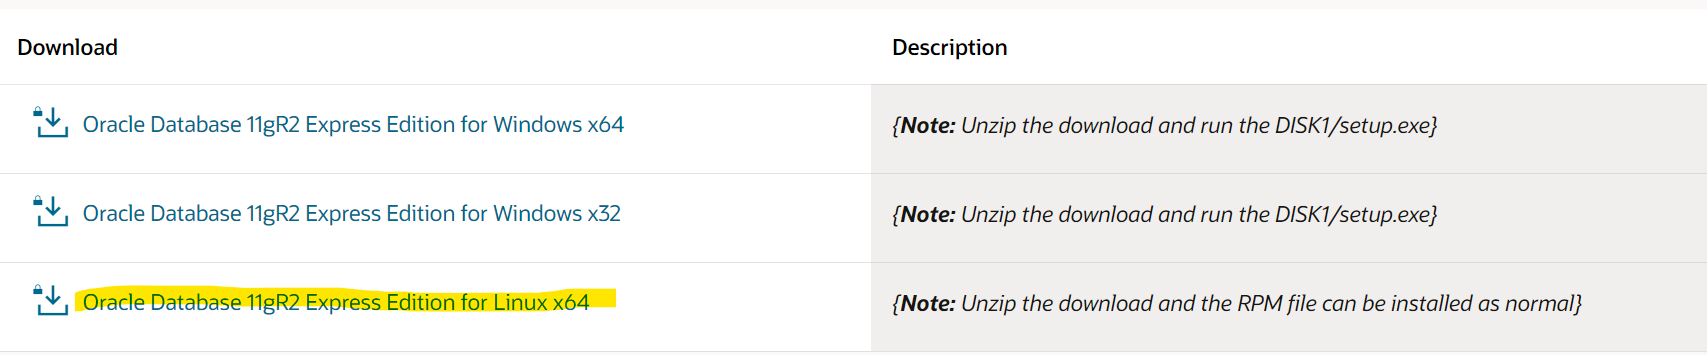 Download Description
Oracle Database 11gR2 Express Edition for Windows x64 {Note: Unzip the download and run the DISK1/setup.exe}
Oracle Database 11gR2 Express Edition for Windows x32 {Note: Unzip the download and run the DISK1/setup.exe}
Oracle Database 11gR2 Express Edition for Linux x64 {Note: Unzip the download and the RPM file can be installed as normal}